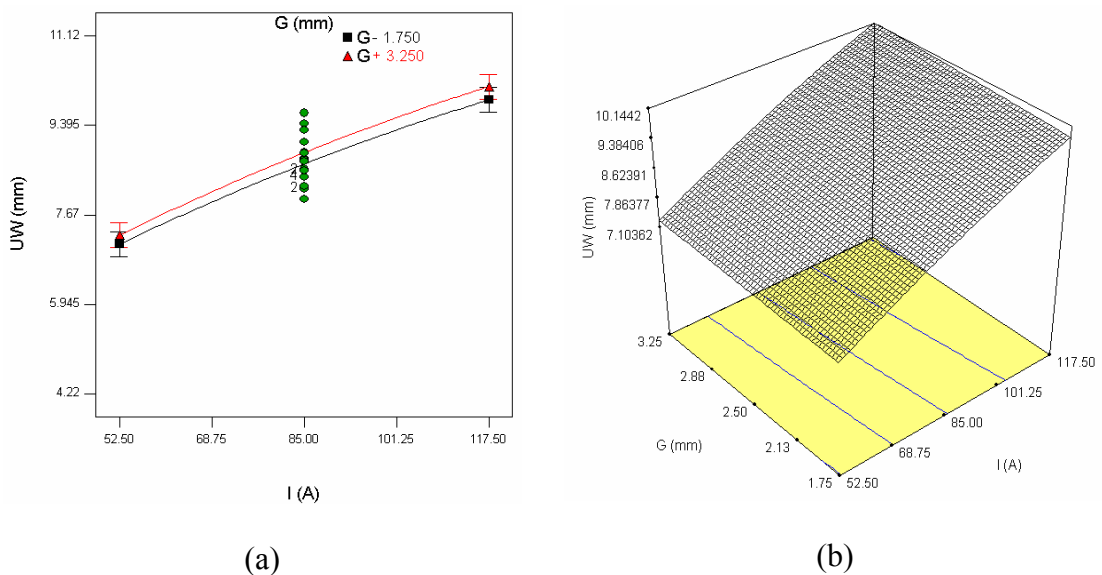 G (mm)
G- 1.750
G+ 3.250
UW (mm)
11.12
9.395
7.67
5.945
4.22
2
4
2
52.50
68.75
85.00
101.25
117.50
I (A)
(a)
UW (mm)
10.1442
9.38406
8.62391
7.86377
7.10362
3.25
2.88
2.50
2.13
1.75
G (mm)
52.50
68.75
85.00
101.25
117.50
I (A)
(b)